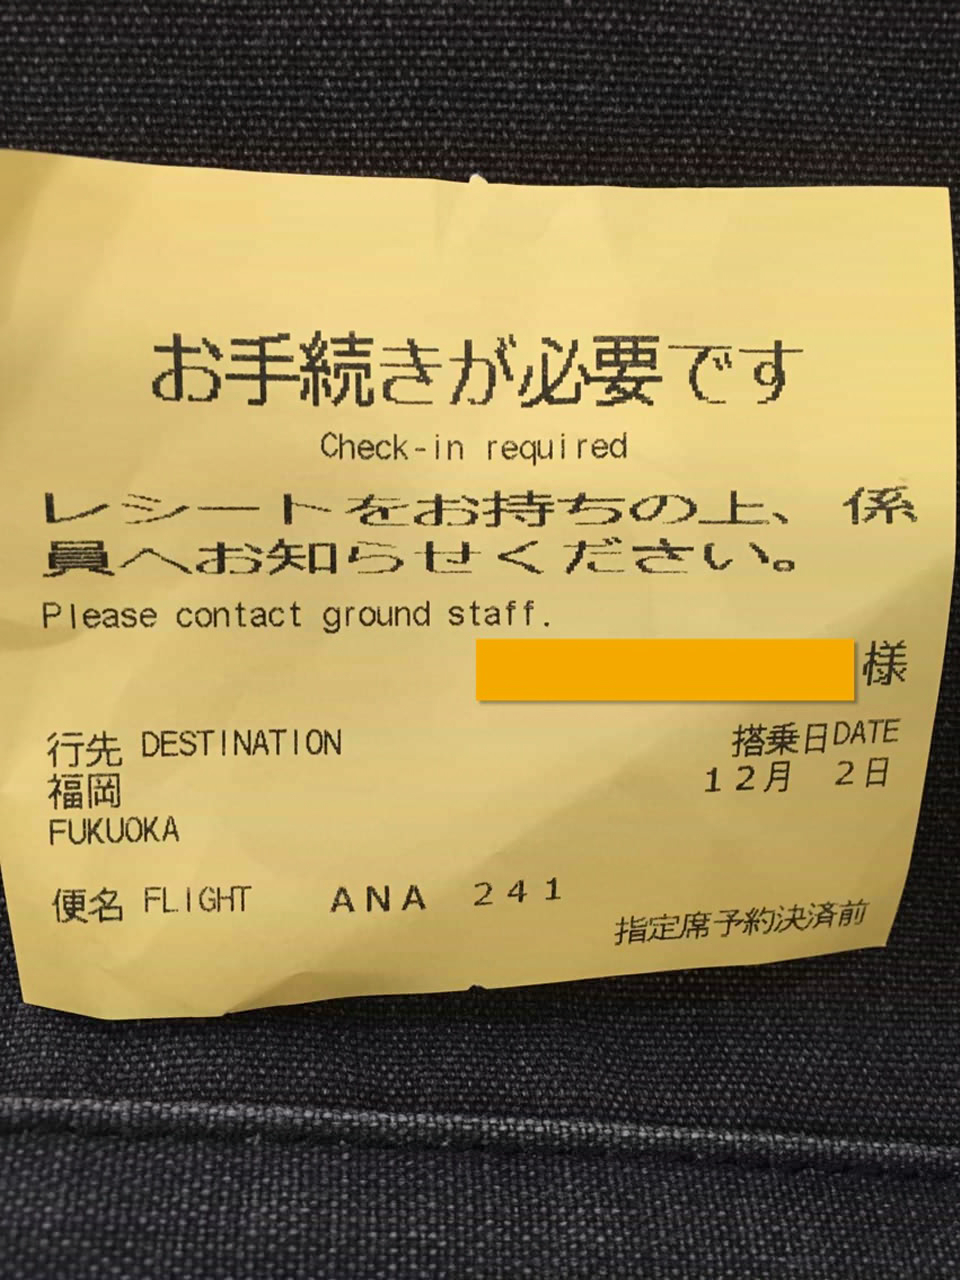 お手続きが必要です
Check-in required
レシートをお持ちの上、係
員へお知らせください。
Please contact ground staff.
様
行先 DESTINATION 搭乗日DATE
福岡 12月 2日
FUKUOKA
便名 FLIGHT ANA 241
指定席予約決済前